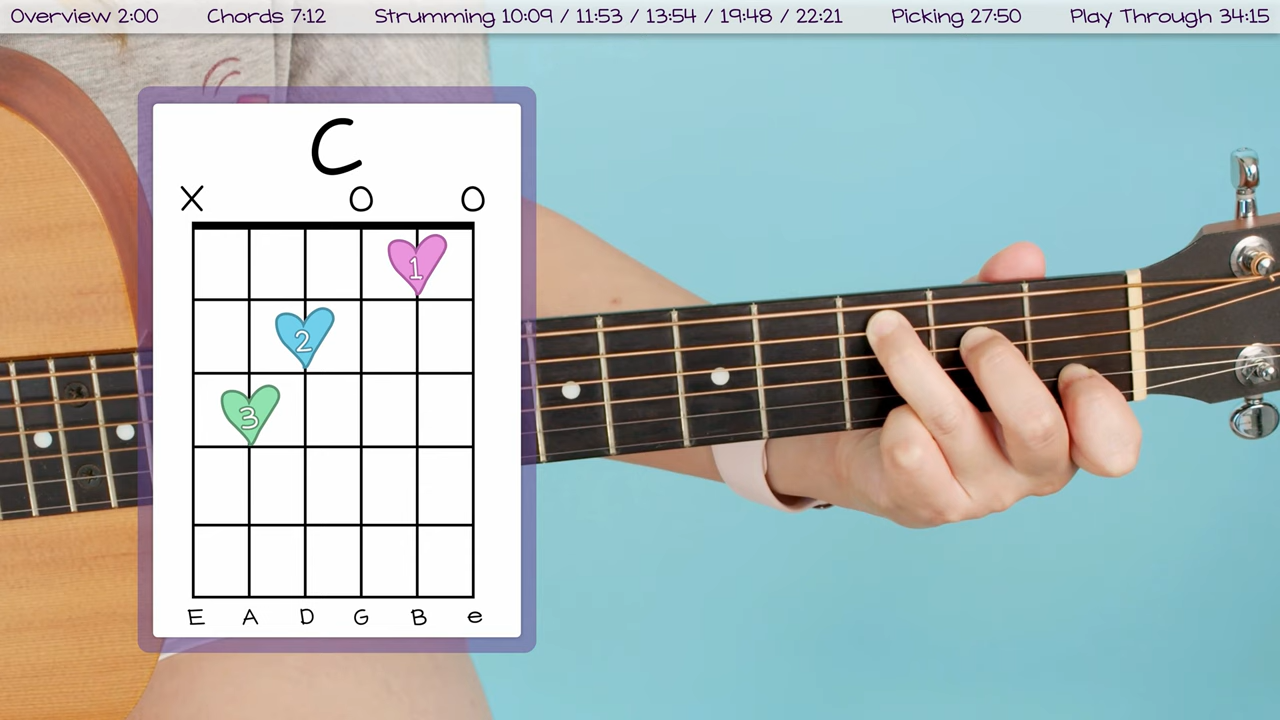 Overview 2:00 Chords 7:12 Strumming 10:09 / 11:53 / 13:54 / 19:48 / 22:21 Picking 27:50 Play Through 34:15
C
X O O
1
2
3
E A D G B e